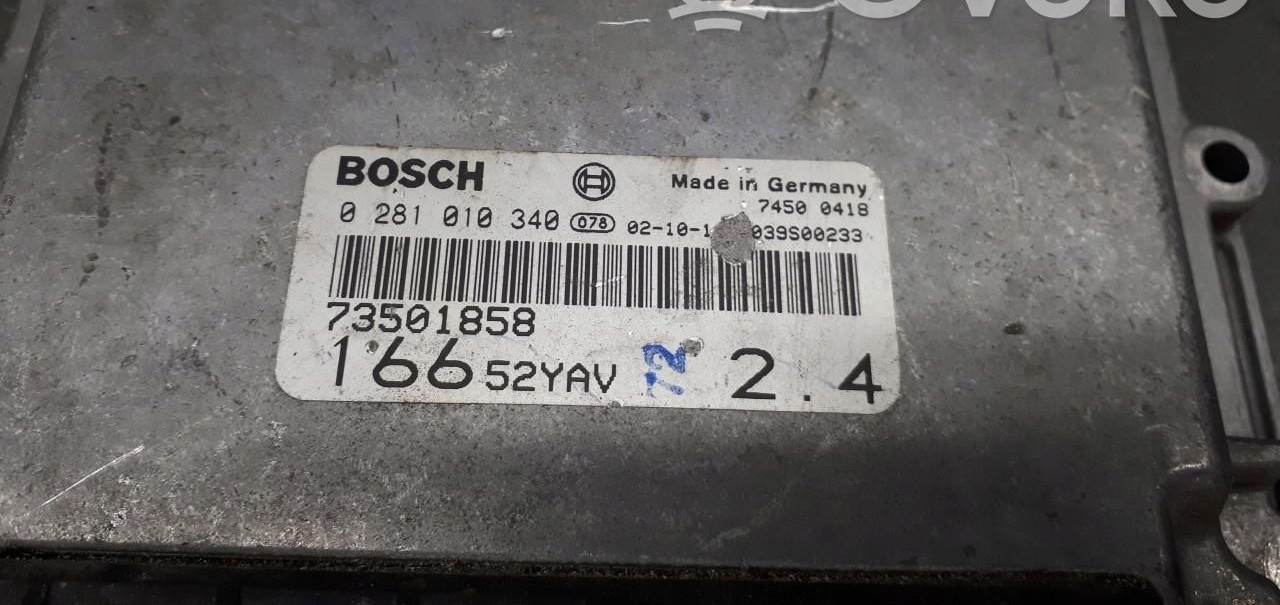 BOSCH Made in Germany
7450 0418
0 281 010 340 078 02-10-1 039S00233
73501858
166 52YAV 72 2.4